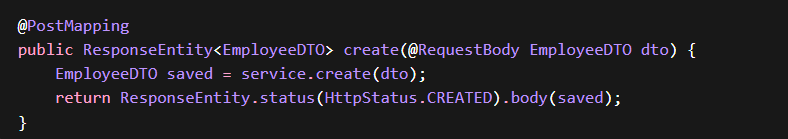 @PostMapping
public ResponseEntity<EmployeeDTO> create(@RequestBody EmployeeDTO dto) {
    EmployeeDTO saved = service.create(dto);
    return ResponseEntity.status(HttpStatus.CREATED).body(saved);
}